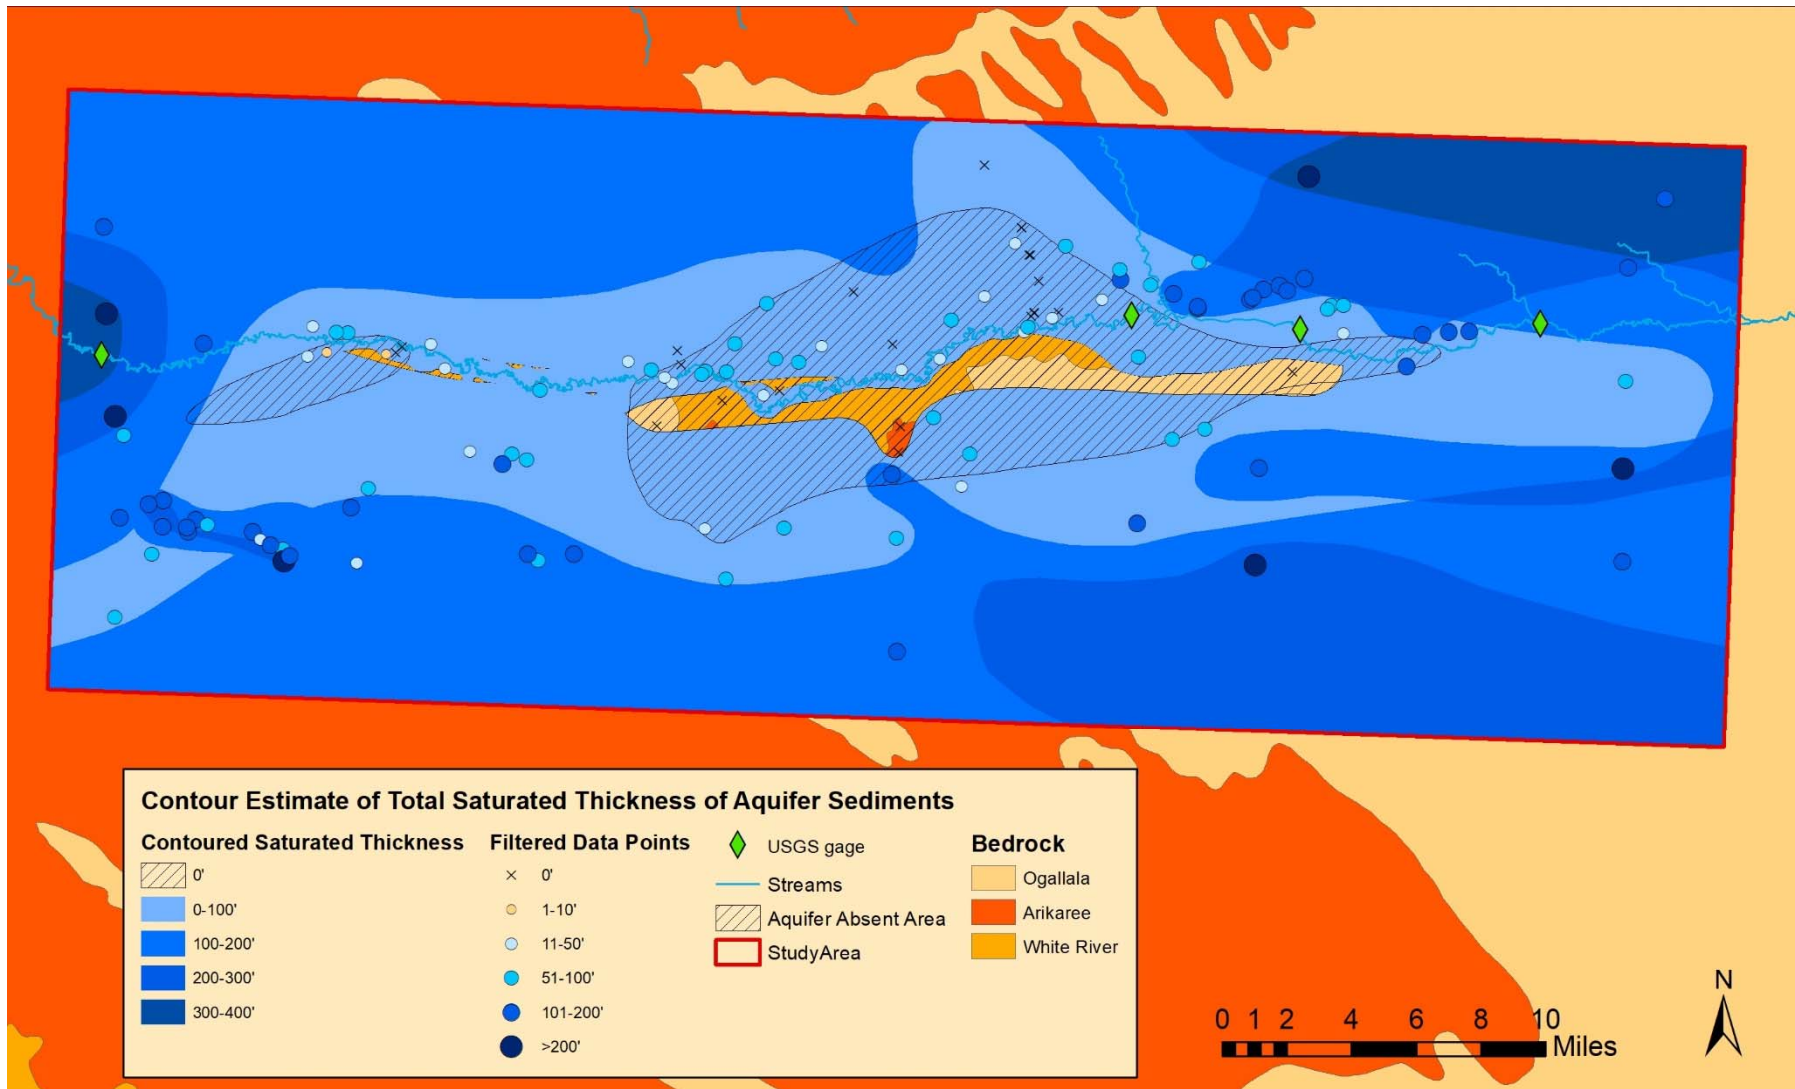 Contour Estimate of Total Saturated Thickness of Aquifer Sediments
Contoured Saturated Thickness
0'
0-100'
100-200'
200-300'
300-400'
Filtered Data Points
0'
1-10'
11-50'
51-100'
101-200'
>200'
USGS gage
Streams
Aquifer Absent Area
StudyArea
Bedrock
Ogallala
Arikaree
White River
0 1 2 4 6 8 10
Miles
N